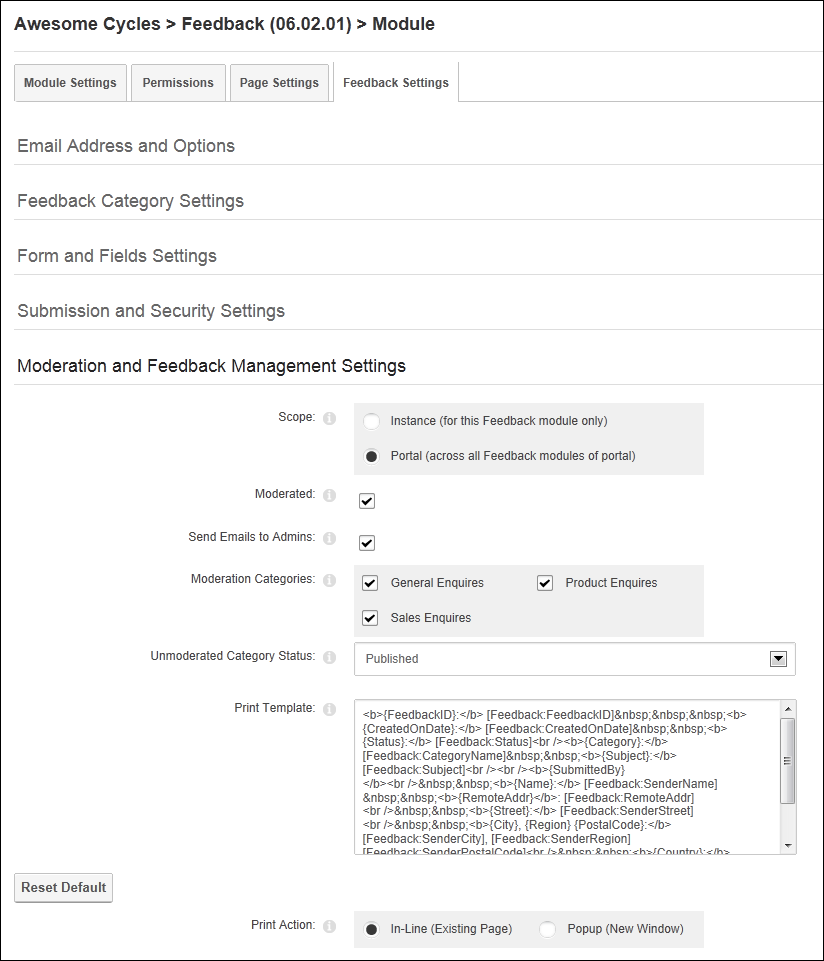 Awesome Cycles > Feedback (06.02.01) > Module
Module Settings Permissions Page Settings Feedback Settings
Email Address and Options
Feedback Category Settings
Form and Fields Settings
Submission and Security Settings
Moderation and Feedback Management Settings
Scope: Instance (for this Feedback module only)
Portal (across all Feedback modules of portal)
Moderated:
Send Emails to Admins:
Moderation Categories: General Enquires Product Enquires
Sales Enquires
Unmoderated Category Status: Published
Print Template: <b>{FeedbackID}:</b> [Feedback:FeedbackID]&nbsp;&nbsp;&nbsp;<b>
{CreatedOnDate}:</b> [Feedback:CreatedOnDate]&nbsp;&nbsp;<b>
{Status}:</b> [Feedback:Status]<br /><b>{Category}:</b>
[Feedback:CategoryName]&nbsp;&nbsp;<b>{Subject}:</b>
[Feedback:Subject]<br /><br /><b>{SubmittedBy}
</b><br />&nbsp;&nbsp;<b>{Name}:</b> [Feedback:SenderName]
&nbsp;&nbsp;<b>{RemoteAddr}</b>: [Feedback:RemoteAddr]
<br />&nbsp;&nbsp;<b>{Street}:</b> [Feedback:SenderStreet]
<br />&nbsp;&nbsp;<b>{City}, {Region} {PostalCode}:</b>
[Feedback:SenderCity], [Feedback:SenderRegion]
[Feedback:SenderPostalCode]<br />&nbsp;&nbsp;<b>{Country}:</b>
Reset Default
Print Action: In-Line (Existing Page) Popup (New Window)